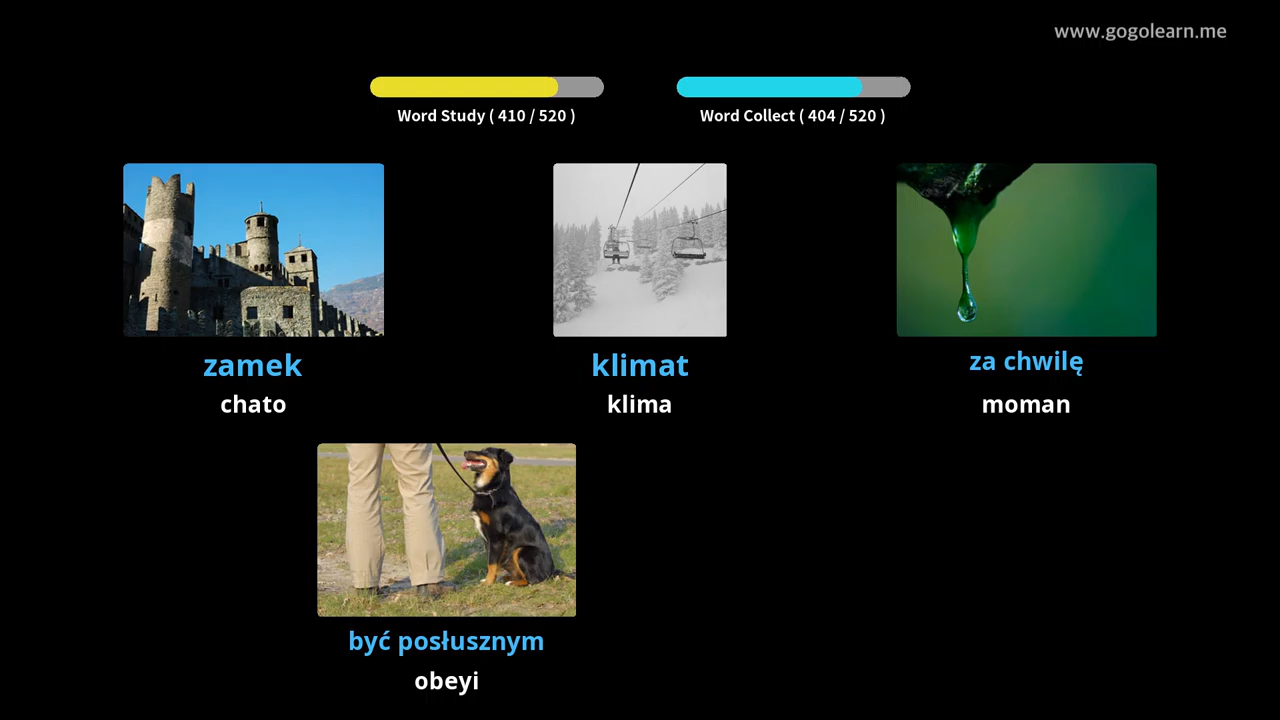 www.gogolearn.me
Word Study ( 410 / 520 )
Word Collect ( 404 / 520 )
zamek
chato
klimat
klima
za chwilę
moman
być posłusznym
obeyi